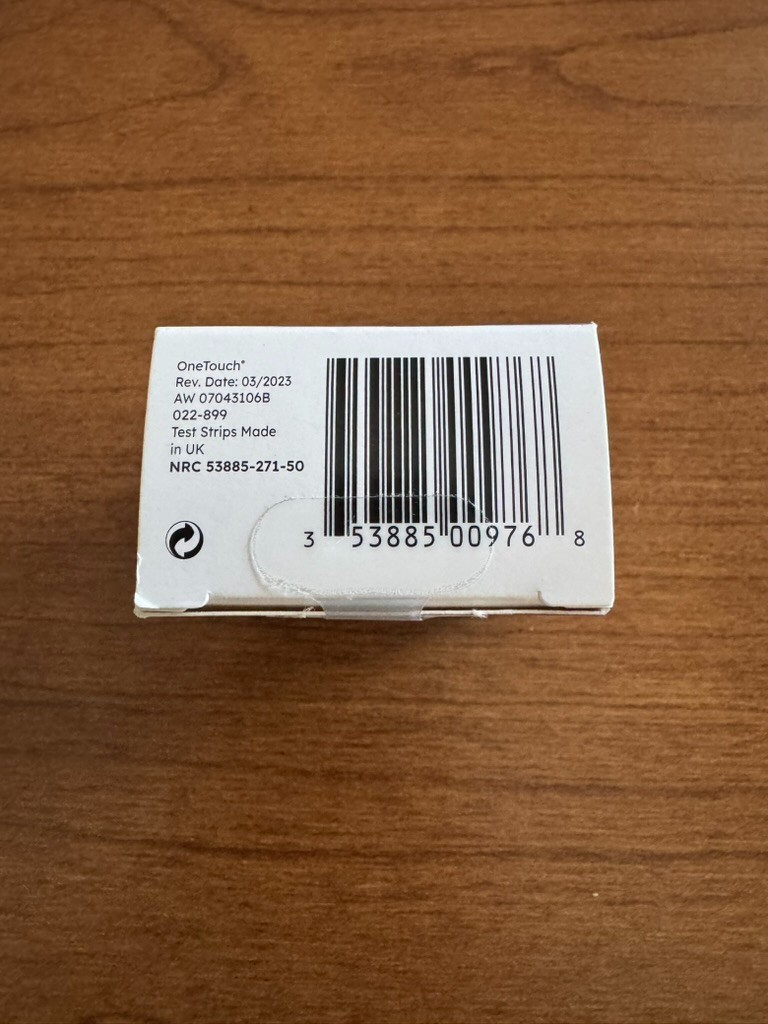 OneTouch®
Rev. Date: 03/2023
AW 07043106B
022-899
Test Strips Made
in UK
NRC 53885-271-50
3 53885 00976 8